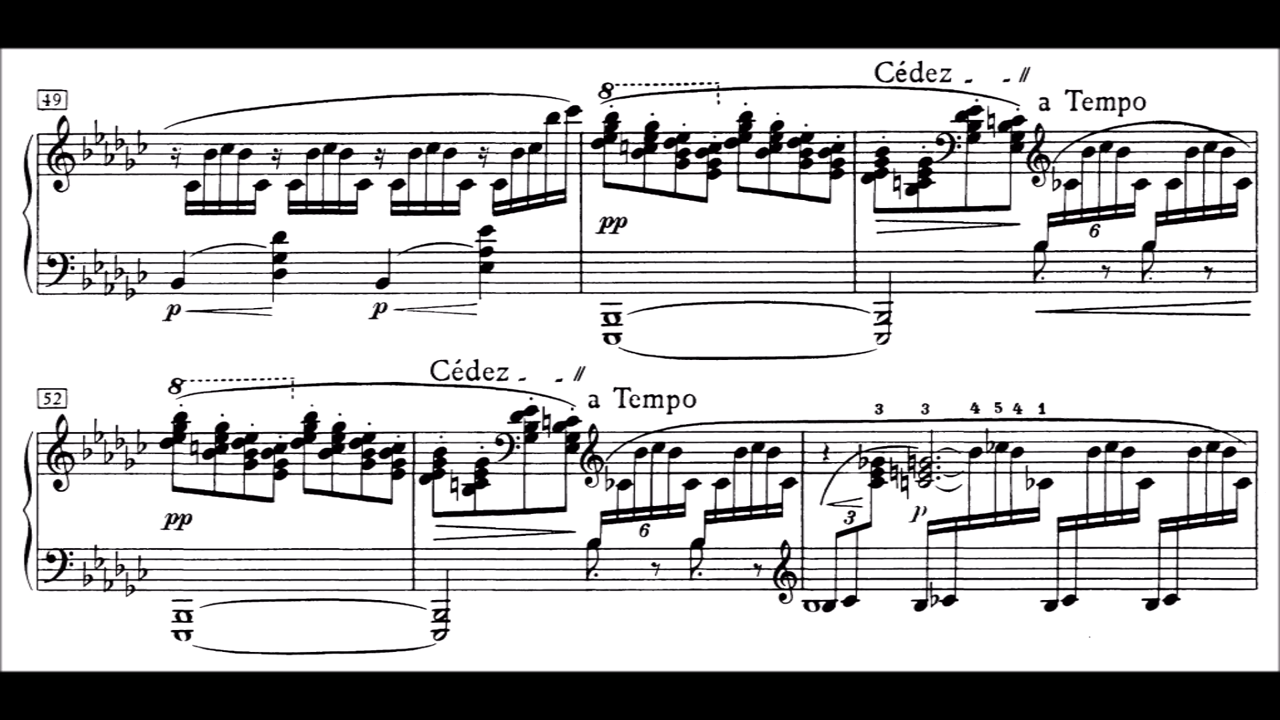 Cédez
49 8 a Tempo
pp 6
p p
Cédez
52 8 a Tempo 3 3 4 5 4 1
pp 6 3 p